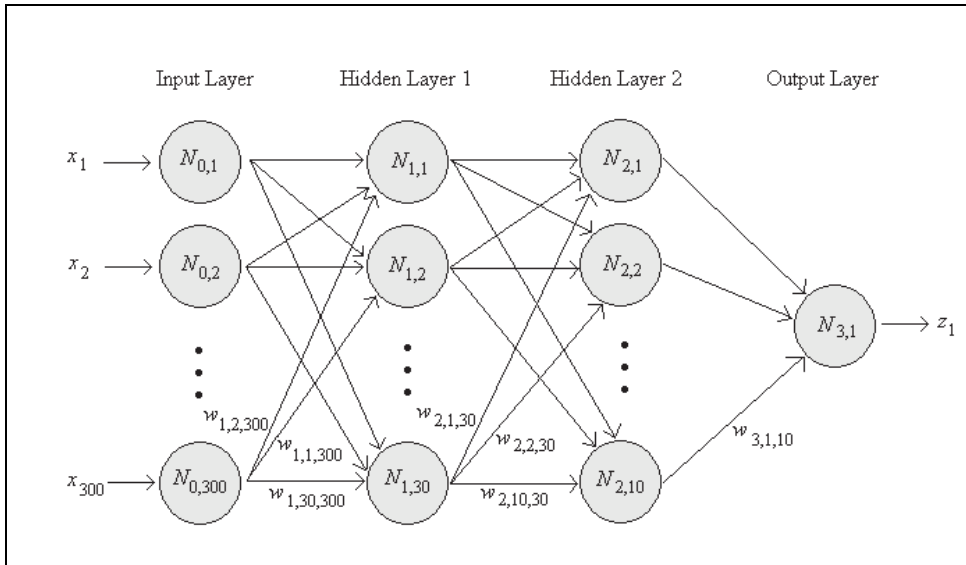 Input Layer Hidden Layer 1 Hidden Layer 2 Output Layer
x1 N0,1 N1,1 N2,1
x2 N0,2 N1,2 N2,2
N3,1 z1
w1,2,300 w2,1,30
w1,1,300 w2,2,30 w3,1,10
x300 N0,300 N1,30 N2,10
w1,30,300 w2,10,30